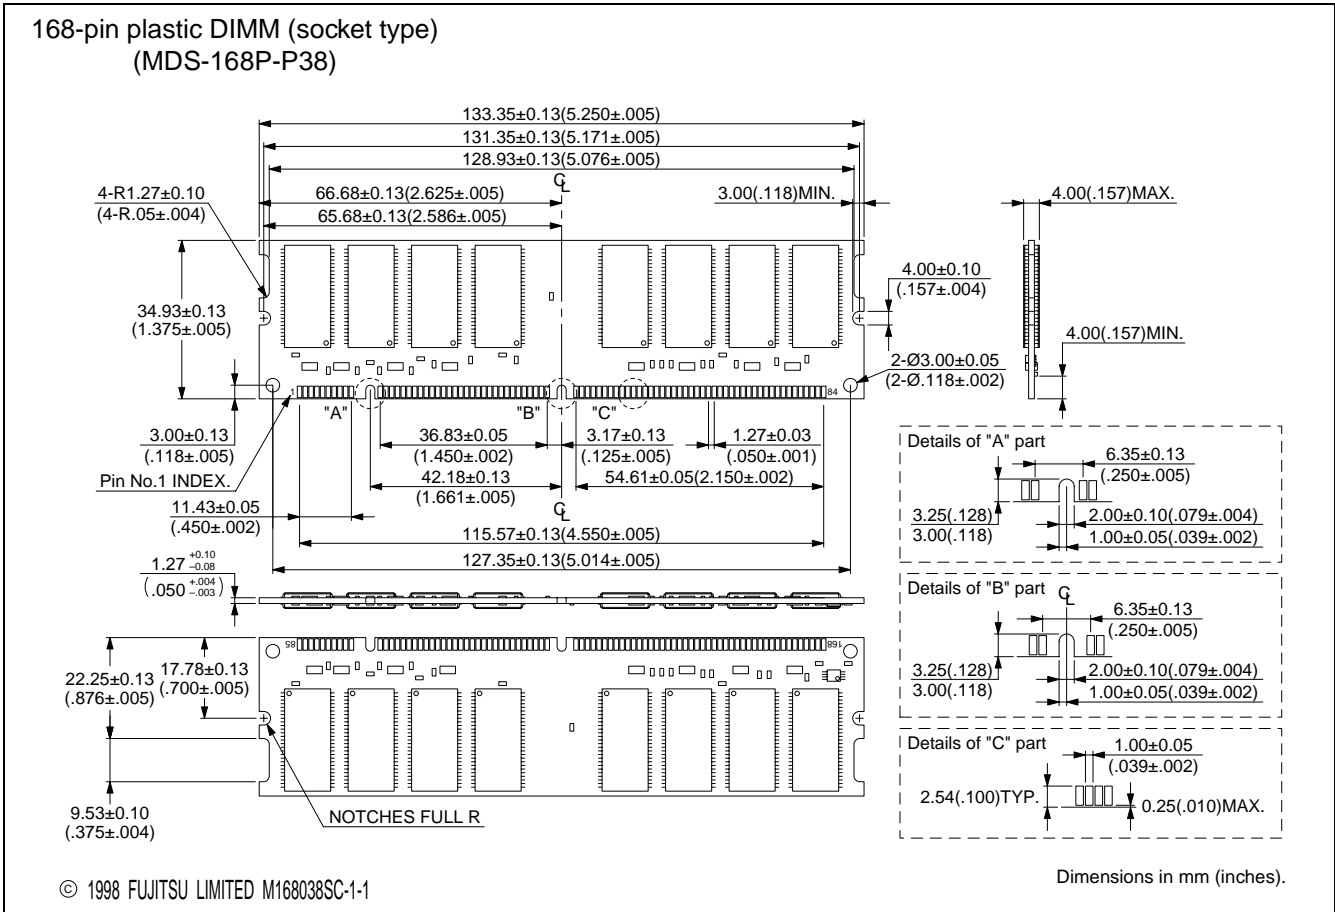 168-pin plastic DIMM (socket type)
(MDS-168P-P38)
133.35±0.13(5.250±.005)
131.35±0.13(5.171±.005)
128.93±0.13(5.076±.005)
℄
4-R1.27±0.10
(4-R.05±.004)
66.68±0.13(2.625±.005)
65.68±0.13(2.586±.005)
3.00(.118)MIN.
4.00(.157)MAX.
34.93±0.13
(1.375±.005)
4.00±0.10
(.157±.004)
4.00(.157)MIN.
2-Ø3.00±0.05
(2-Ø.118±.002)
1
84
"A"
"B"
"C"
3.00±0.13
(.118±.005)
36.83±0.05
(1.450±.002)
3.17±0.13
(.125±.005)
1.27±0.03
(.050±.001)
Pin No.1 INDEX.
42.18±0.13
(1.661±.005)
54.61±0.05(2.150±.002)
11.43±0.05
(.450±.002)
℄
115.57±0.13(4.550±.005)
127.35±0.13(5.014±.005)
1.27 +0.10 –0.08
(.050 +.004 –.003)
85
168
22.25±0.13
(.876±.005)
17.78±0.13
(.700±.005)
9.53±0.10
(.375±.004)
NOTCHES FULL R
Details of "A" part
6.35±0.13
(.250±.005)
3.25(.128)
3.00(.118)
2.00±0.10(.079±.004)
1.00±0.05(.039±.002)
Details of "B" part
℄
6.35±0.13
(.250±.005)
3.25(.128)
3.00(.118)
2.00±0.10(.079±.004)
1.00±0.05(.039±.002)
Details of "C" part
1.00±0.05
(.039±.002)
2.54(.100)TYP.
0.25(.010)MAX.
© 1998 FUJITSU LIMITED M168038SC-1-1
Dimensions in mm (inches).